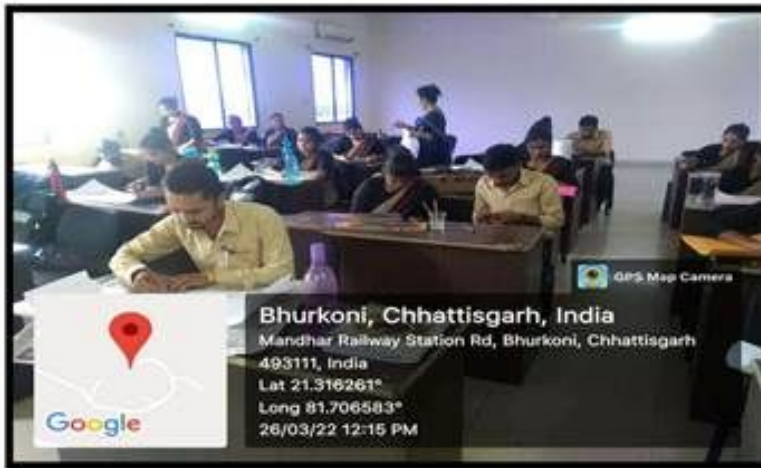 GPS Map Camera
Bhurkoni, Chhattisgarh, India
Mandhar Railway Station Rd, Bhurkoni, Chhattisgarh
493111, India
Lat 21.316261°
Long 81.706583°
26/03/22 12:15 PM
Google